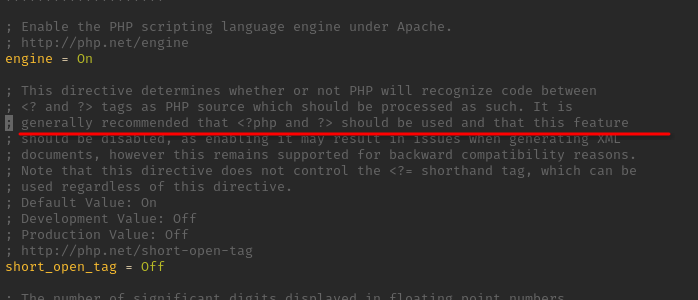 ; Enable the PHP scripting language engine under Apache.
; http://php.net/engine
engine = On
; This directive determines whether or not PHP will recognize code between
; <? and ?> tags as PHP source which should be processed as such. It is
; generally recommended that <?php and ?> should be used and that this feature
; should be disabled, as enabling it may result in issues when generating XML
; documents, however this remains supported for backward compatibility reasons.
; Note that this directive does not control the <?= shorthand tag, which can be
; used regardless of this directive.
; Default Value: On
; Development Value: Off
; Production Value: Off
; http://php.net/short-open-tag
short_open_tag = Off
; The number of significant digits displayed in floating point numbers